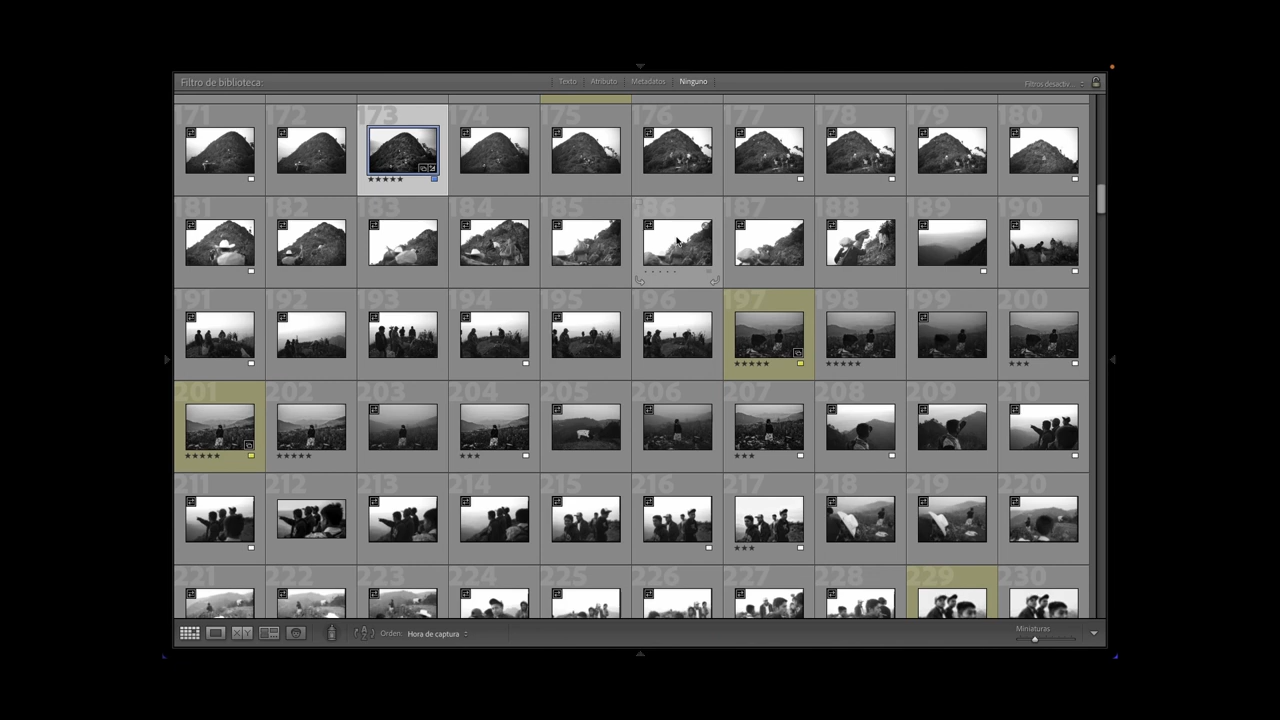 Filtro de biblioteca: Texto Atributo Metadatos Ninguno Filtros desactiv...
171 172 173 174 175 176 177 178 179 180
★★★★★
181 182 183 184 185 186 187 188 189 190
191 192 193 194 195 196 197 198 199 200
★★★★★ ★★★★★ ★★★
201 202 203 204 205 206 207 208 209 210
★★★★★ ★★★★★ ★★★ ★★★
211 212 213 214 215 216 217 218 219 220
★★★
221 222 223 224 225 226 227 228 229 230
X Y Orden: Hora de captura Miniaturas